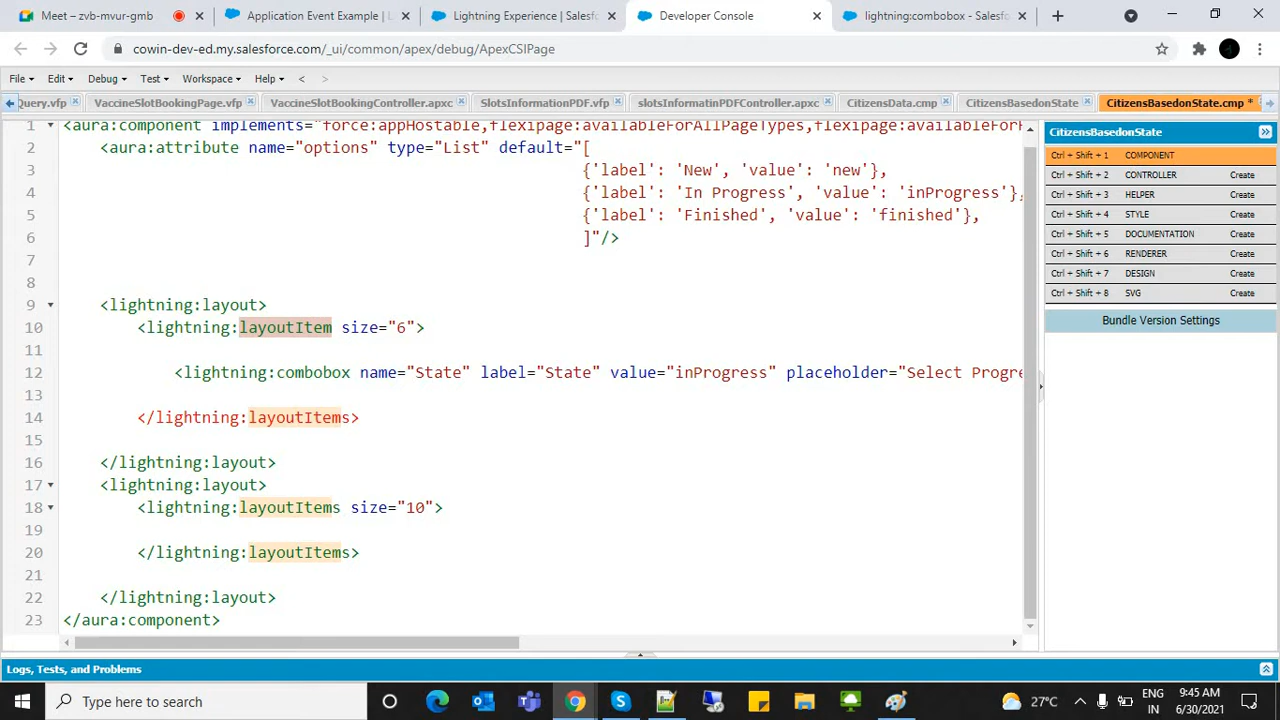 Meet – zvb-mvur-gmb
Application Event Example | L
Lightning Experience | Salesfo
Developer Console
lightning:combobox - Salesfo
cowin-dev-ed.my.salesforce.com/_ui/common/apex/debug/ApexCSIPage
File Edit Debug Test Workspace Help < >
Query.vfp VaccineSlotBookingPage.vfp VaccineSlotBookingController.apxc SlotsInformationPDF.vfp slotsInformatinPDFController.apxc CitizensData.cmp CitizensBasedonState CitizensBasedonState.cmp *
1 <aura:component implements="force:appHostable,flexipage:availableForAllPageTypes,flexipage:availableForR
2 <aura:attribute name="options" type="List" default="[
3 {'label': 'New', 'value': 'new'},
4 {'label': 'In Progress', 'value': 'inProgress'},
5 {'label': 'Finished', 'value': 'finished'},
6 ]"/>
7
8
9 <lightning:layout>
10 <lightning:layoutItem size="6">
11
12 <lightning:combobox name="State" label="State" value="inProgress" placeholder="Select Progre
13
14 </lightning:layoutItems>
15
16 </lightning:layout>
17 <lightning:layout>
18 <lightning:layoutItems size="10">
19
20 </lightning:layoutItems>
21
22 </lightning:layout>
23 </aura:component>
CitizensBasedonState
Ctrl + Shift + 1 COMPONENT
Ctrl + Shift + 2 CONTROLLER Create
Ctrl + Shift + 3 HELPER Create
Ctrl + Shift + 4 STYLE Create
Ctrl + Shift + 5 DOCUMENTATION Create
Ctrl + Shift + 6 RENDERER Create
Ctrl + Shift + 7 DESIGN Create
Ctrl + Shift + 8 SVG Create
Bundle Version Settings
Logs, Tests, and Problems
Type here to search
27°C
ENG
IN
9:45 AM
6/30/2021